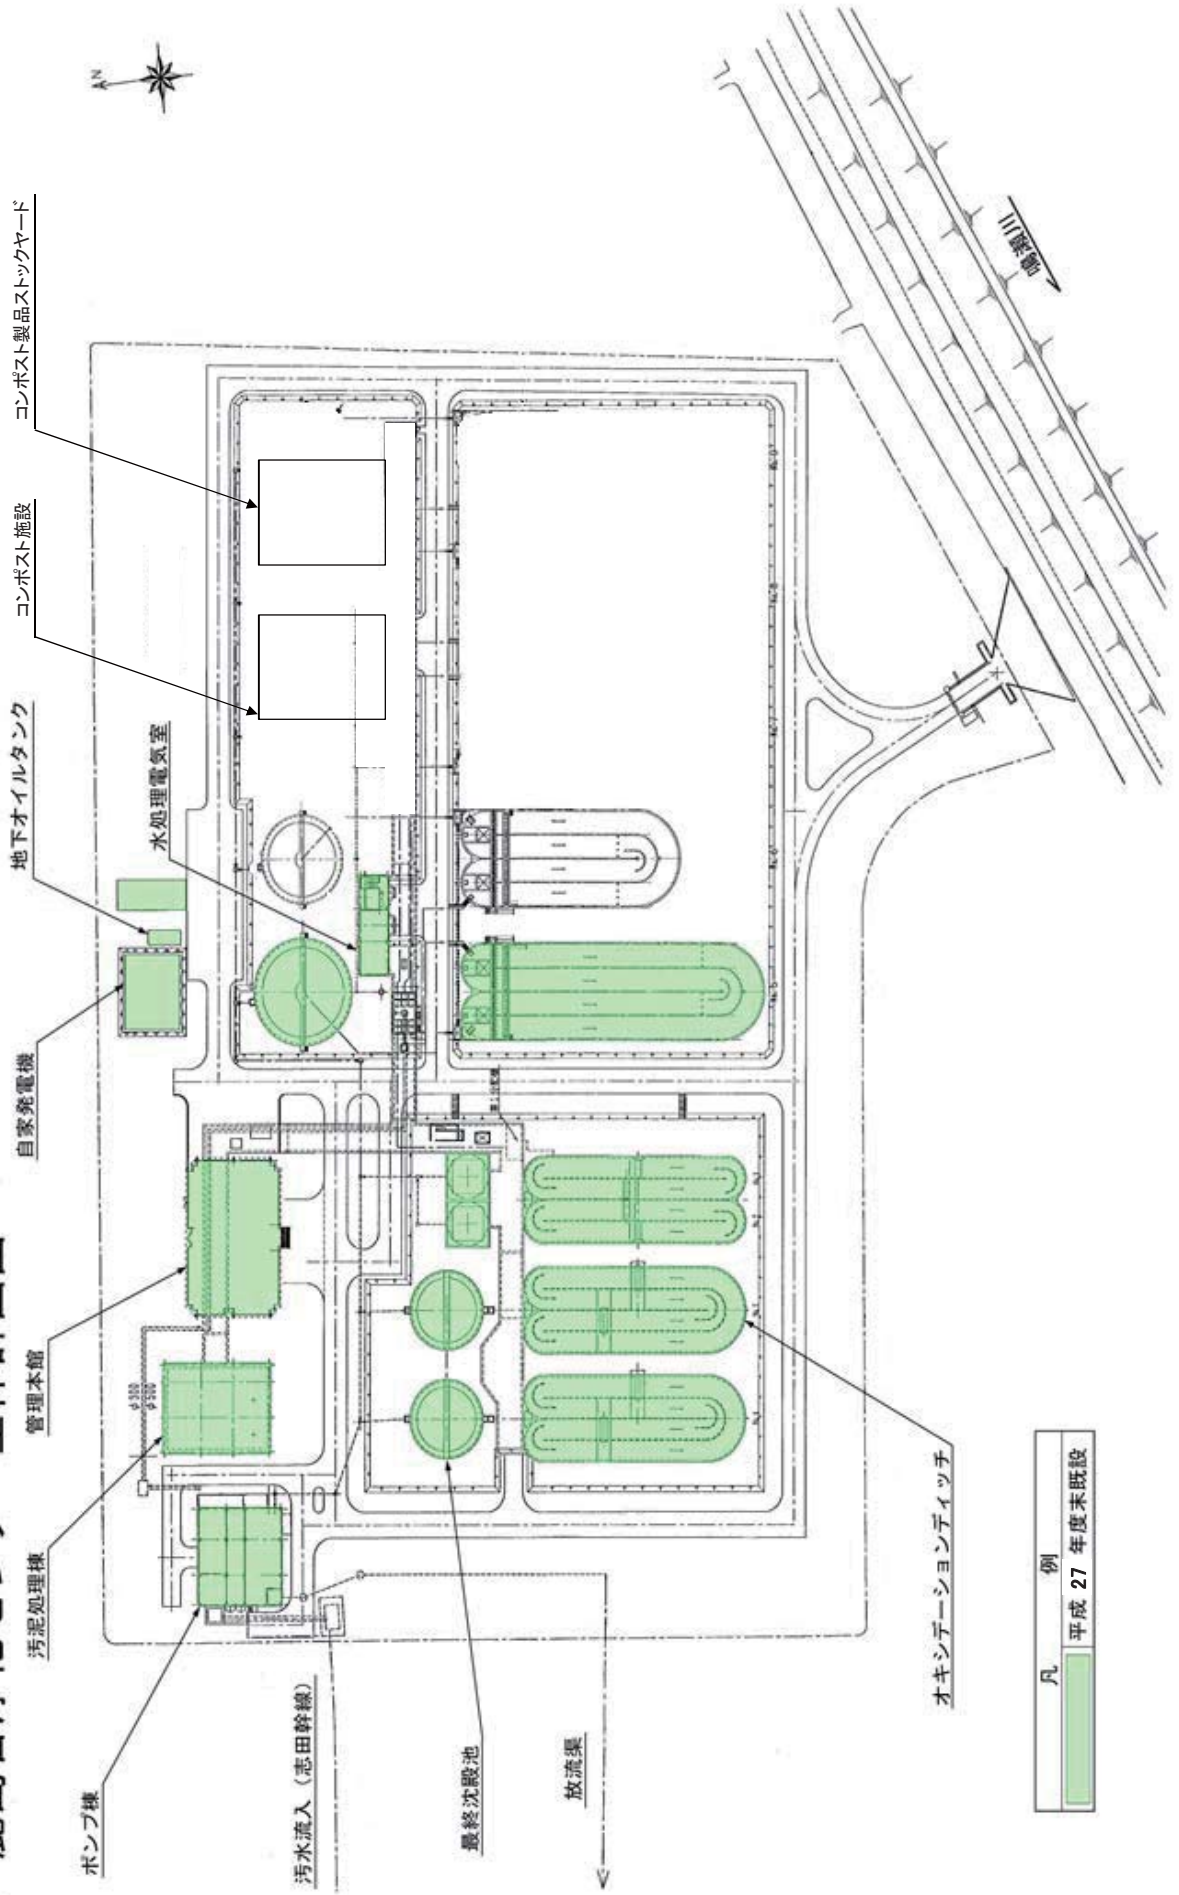 コンポスト製品ストックヤード
コンポスト施設
地下オイルタンク
水処理電気室
自家発電機
管理本館
汚泥処理棟
ポンプ棟
汚水流入（志田幹線）
最終沈殿池
放流渠
オキシデーションディッチ
鳴瀬川
N
φ300
φ500
凡 例
平成 27 年度末既設